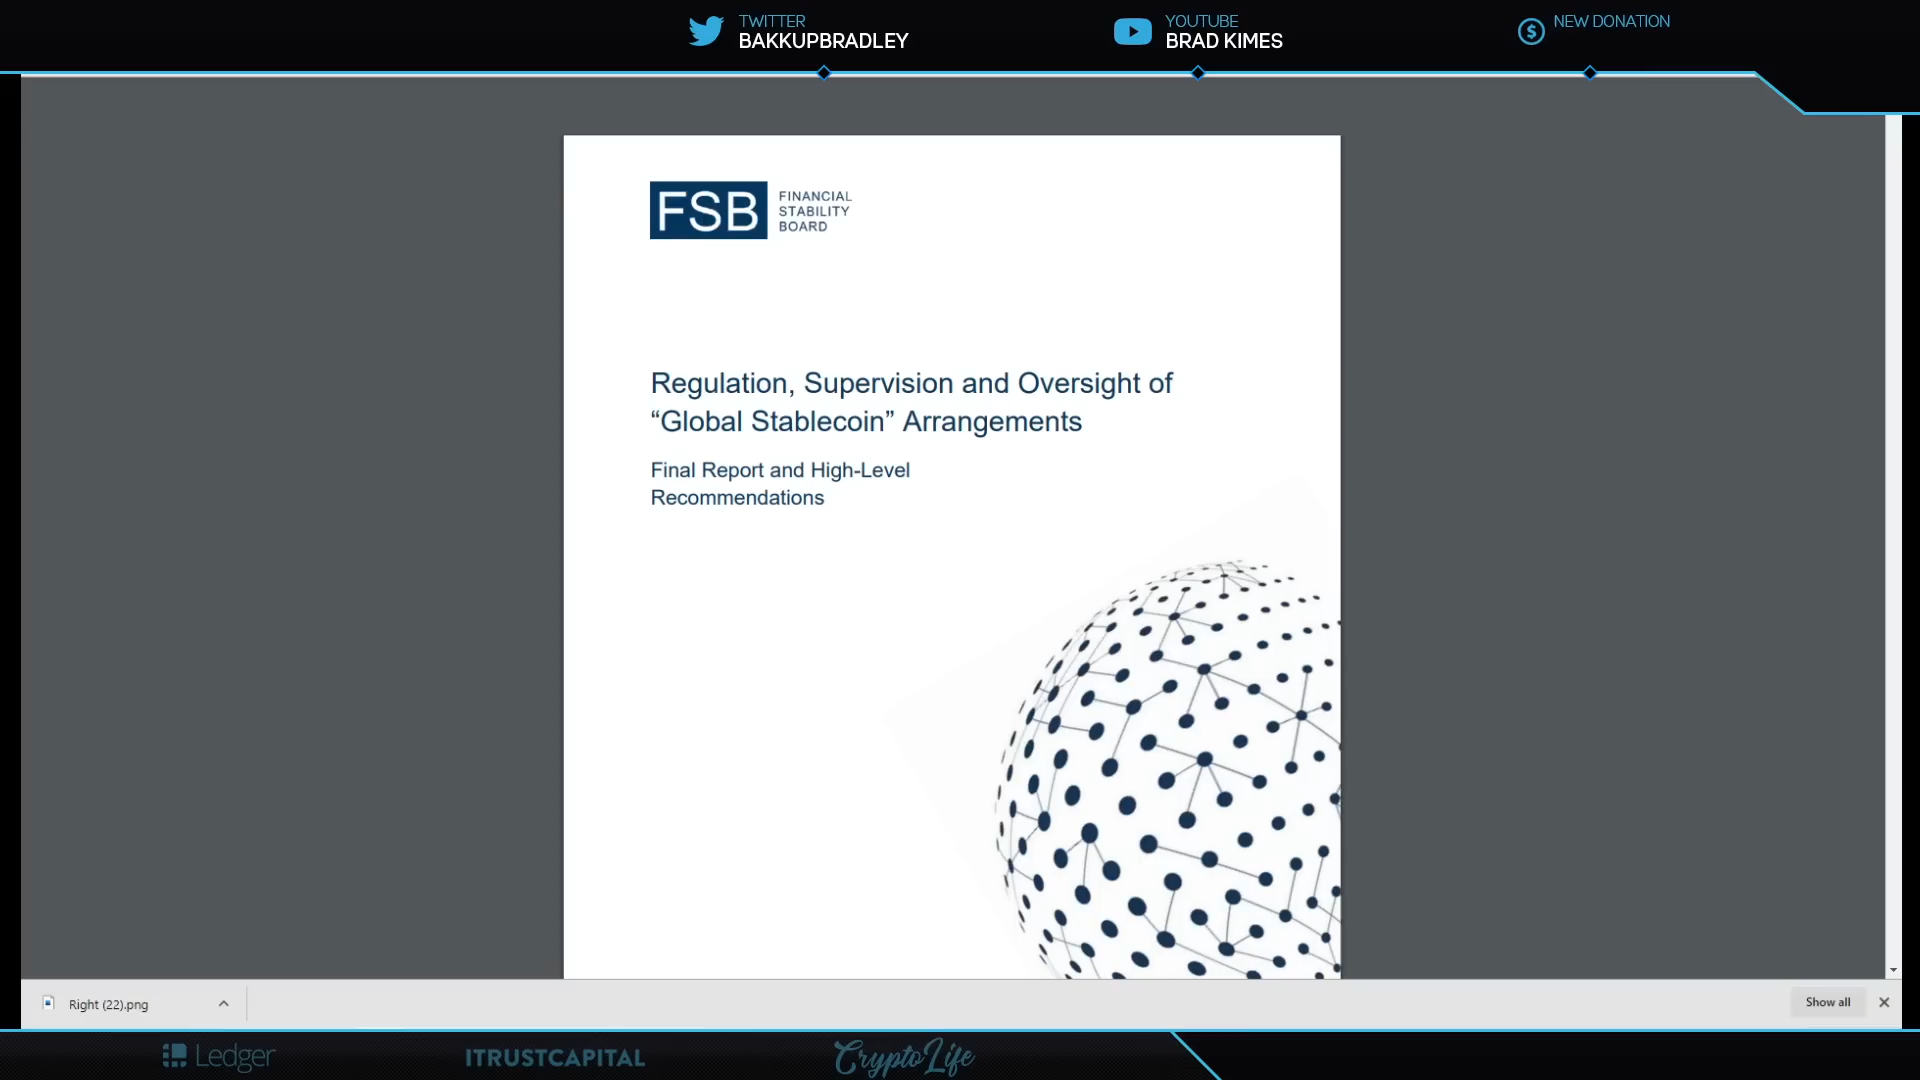 TWITTER
BAKKUPBRADLEY
YOUTUBE
BRAD KIMES
NEW DONATION
FSB
FINANCIAL
STABILITY
BOARD
Regulation, Supervision and Oversight of
“Global Stablecoin” Arrangements
Final Report and High-Level
Recommendations
Right (22).png
Show all
Ledger
ITRUSTCAPITAL
CryptoLife